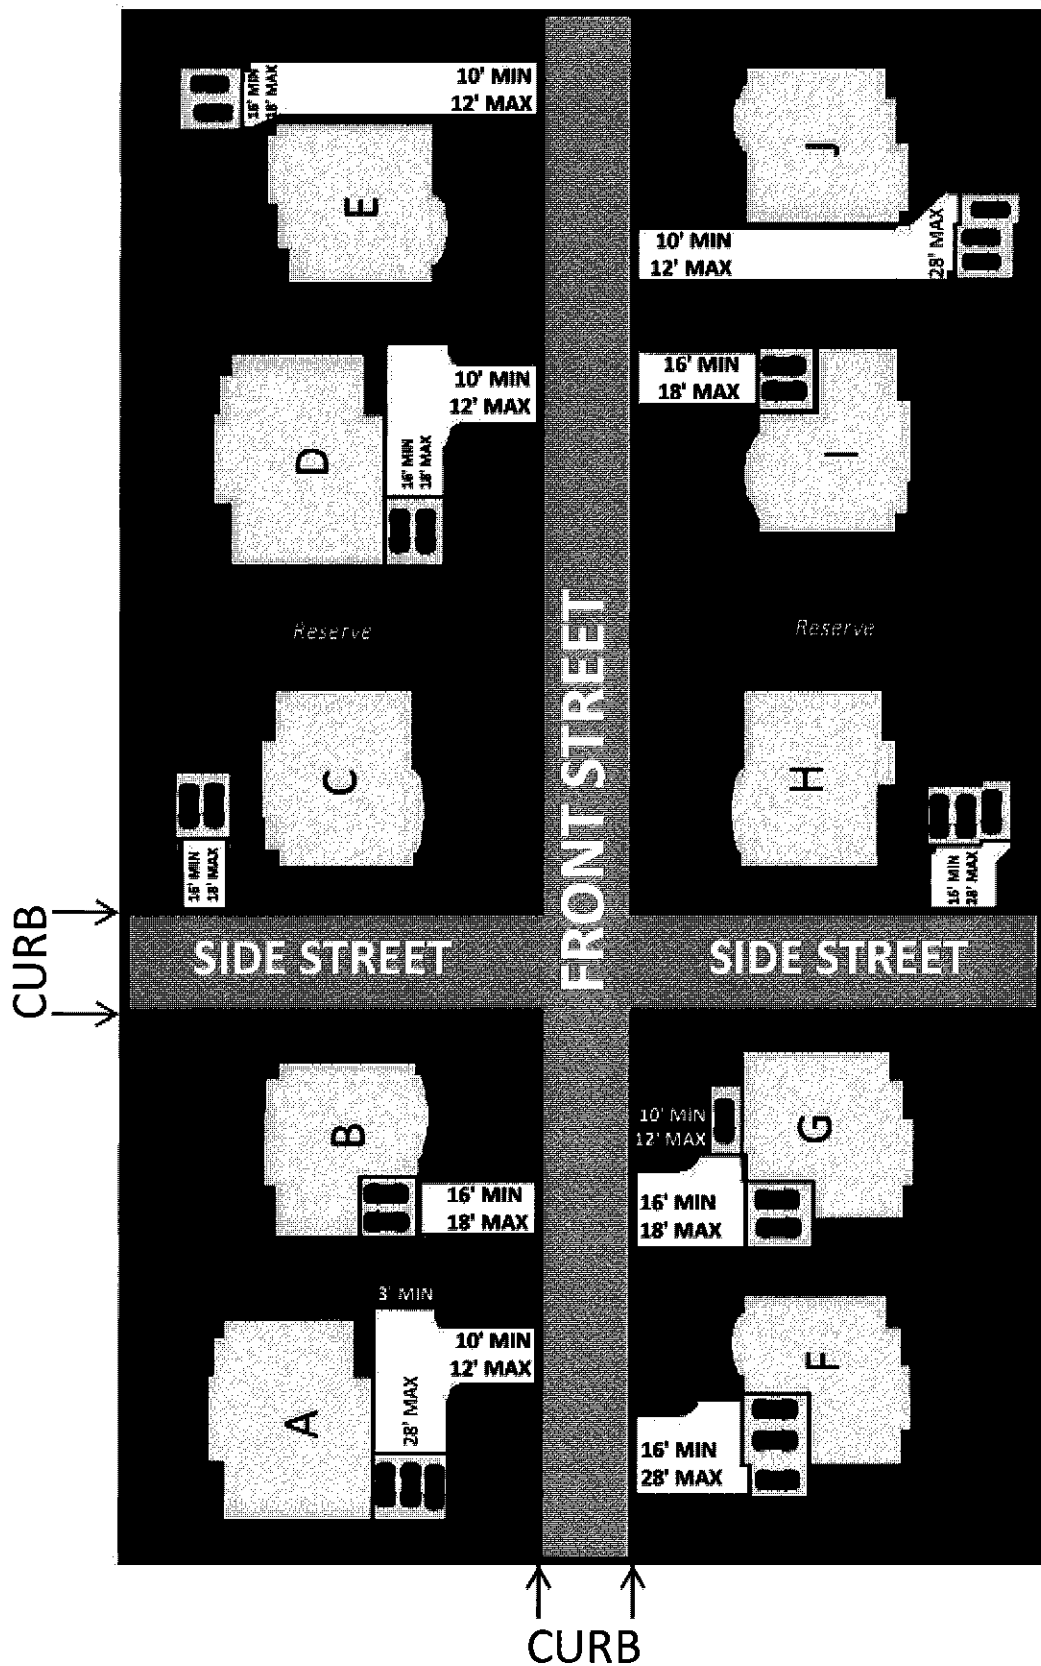 16' MIN
18' MAX
10' MIN
12' MAX
E
J
10' MIN
12' MAX
28' MAX
10' MIN
12' MAX
16' MIN
18' MAX
D
16' MIN
18' MAX
I
Reserve
Reserve
FRONT STREET
C
H
16' MIN
18' MAX
16' MIN
28' MAX
CURB
SIDE STREET
SIDE STREET
B
16' MIN
18' MAX
10' MIN
12' MAX
G
16' MIN
18' MAX
3' MIN
10' MIN
12' MAX
28' MAX
A
F
16' MIN
28' MAX
CURB